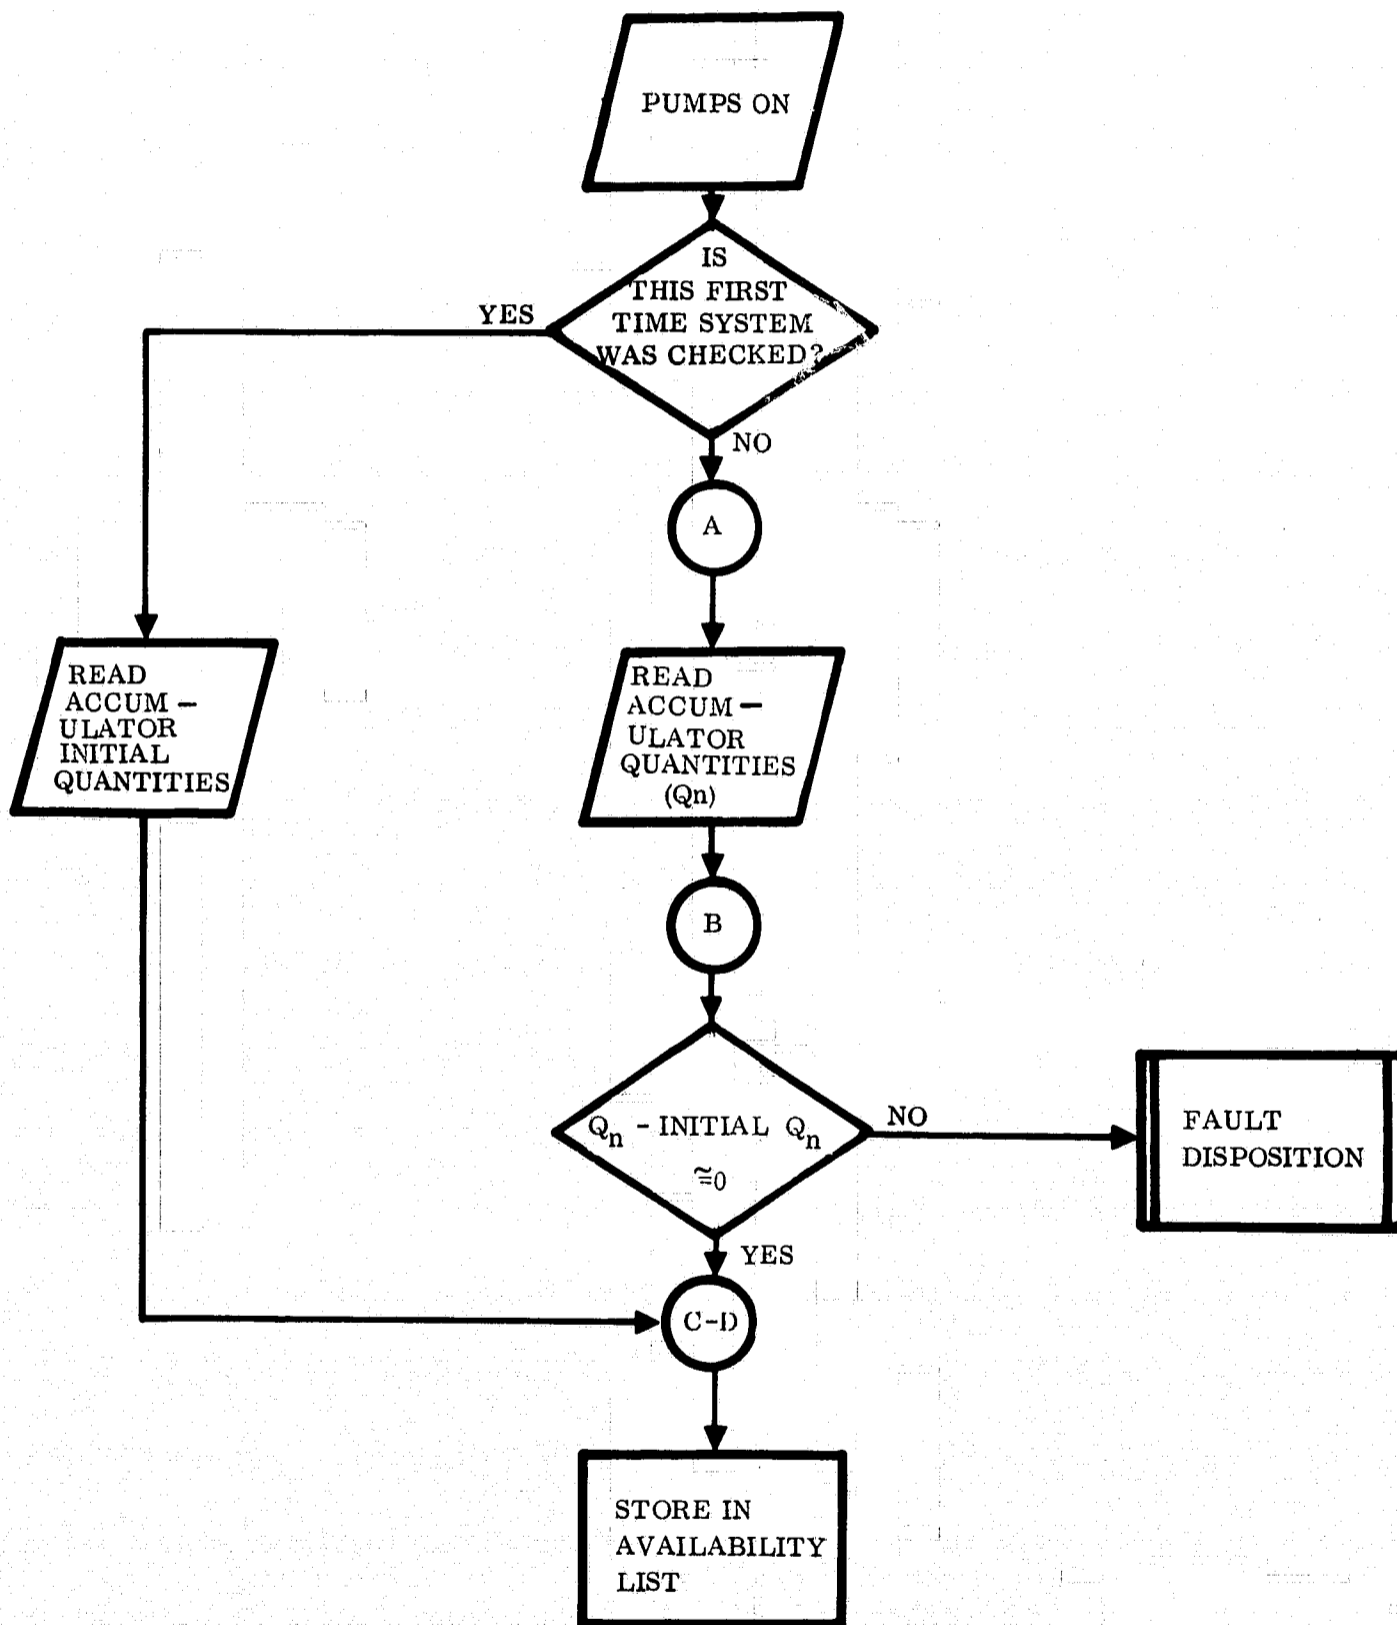 PUMPS ON
IS
THIS FIRST
TIME SYSTEM
WAS CHECKED?
YES
NO
A
READ
ACCUM –
ULATOR
INITIAL
QUANTITIES
READ
ACCUM –
ULATOR
QUANTITIES
(Qn)
B
Qn - INITIAL Qn
≅0
NO
FAULT
DISPOSITION
YES
C-D
STORE IN
AVAILABILITY
LIST